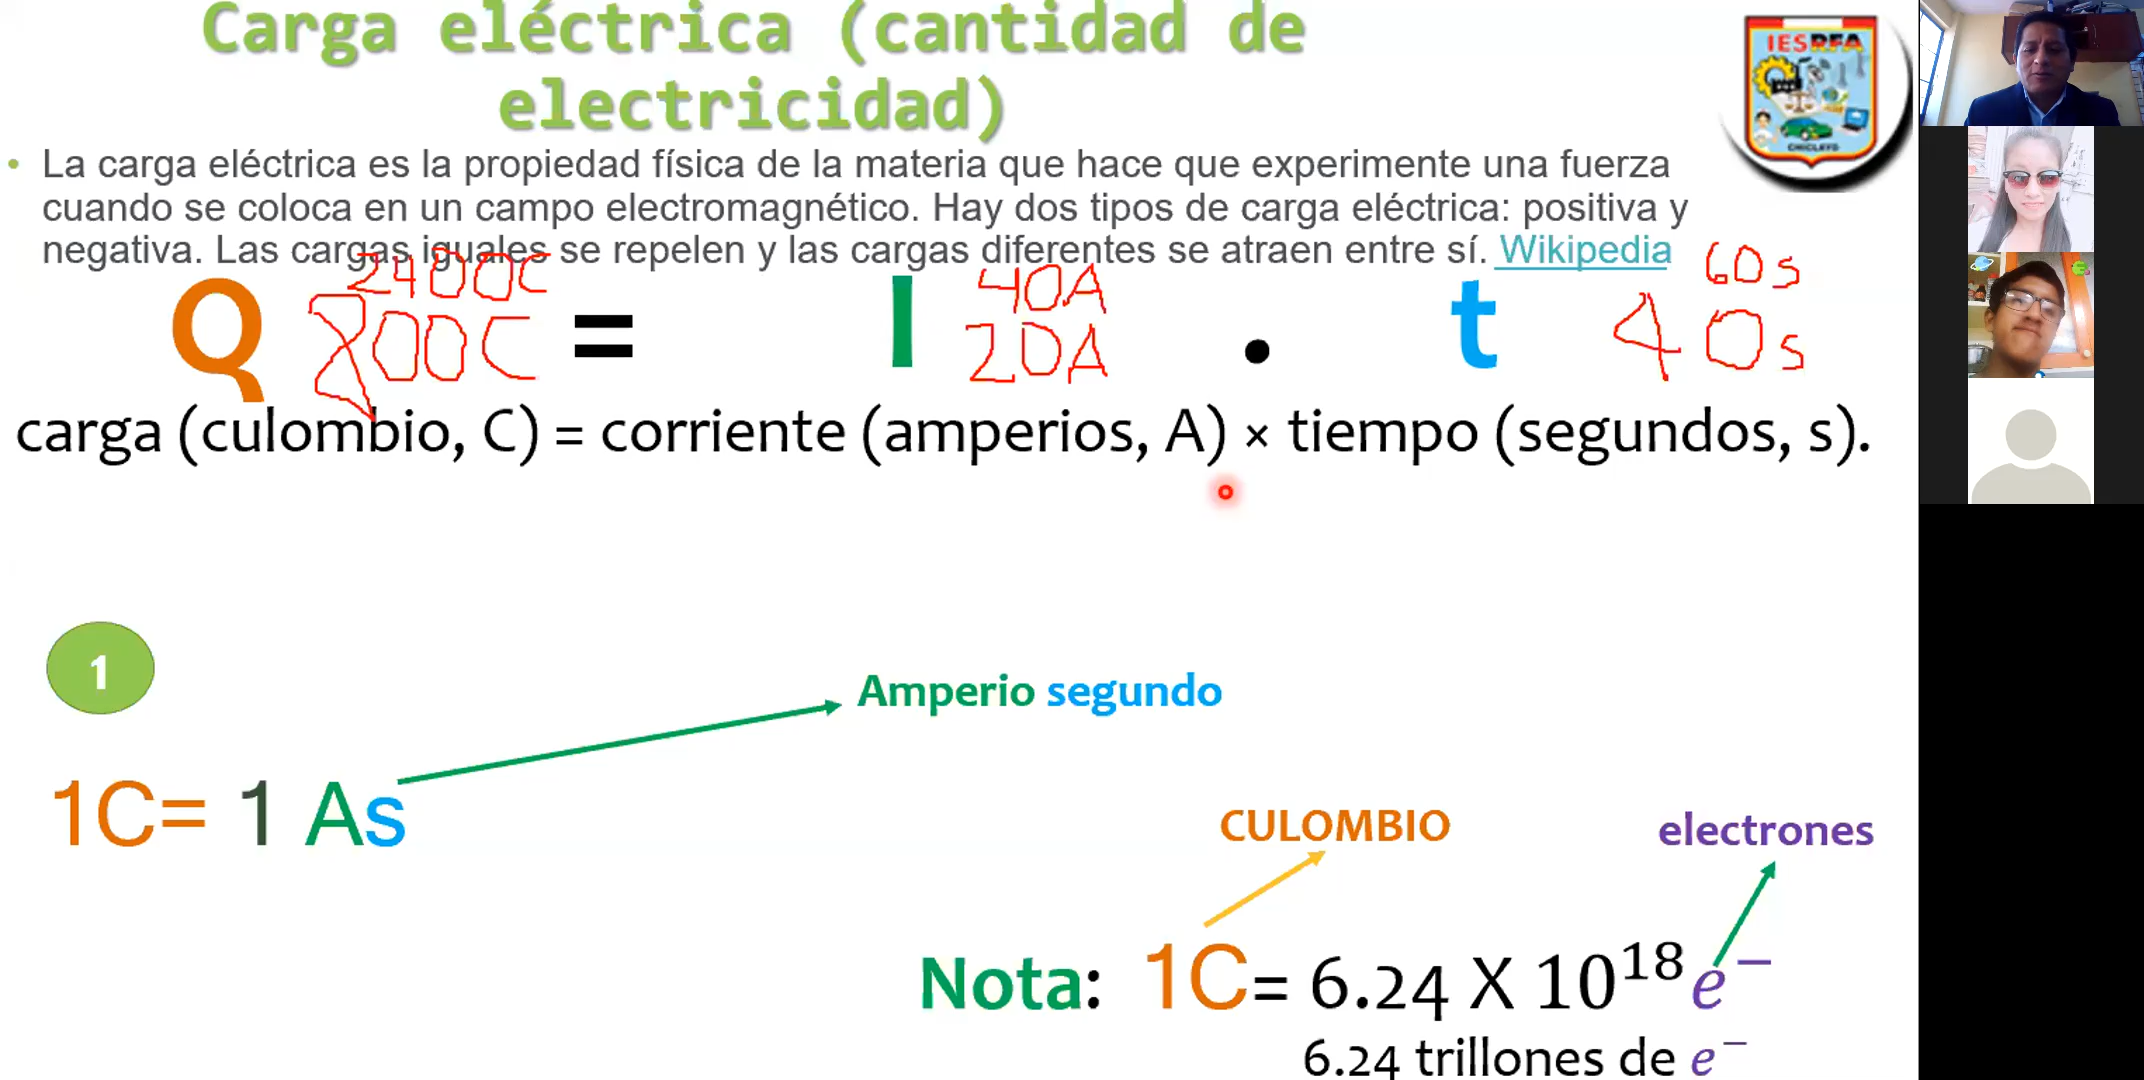 Carga eléctrica (cantidad de
electricidad)
IESRFA
CHICLAYO
• La carga eléctrica es la propiedad física de la materia que hace que experimente una fuerza
cuando se coloca en un campo electromagnético. Hay dos tipos de carga eléctrica: positiva y
negativa. Las cargas iguales se repelen y las cargas diferentes se atraen entre sí. Wikipedia
2400C 40A 60s
Q 800C = I 20A . t 40s
carga (culombio, C) = corriente (amperios, A) × tiempo (segundos, s).
1
Amperio segundo
1C= 1 As
CULOMBIO
electrones
Nota: 1C= 6.24 X 10¹⁸ e⁻
6.24 trillones de e⁻